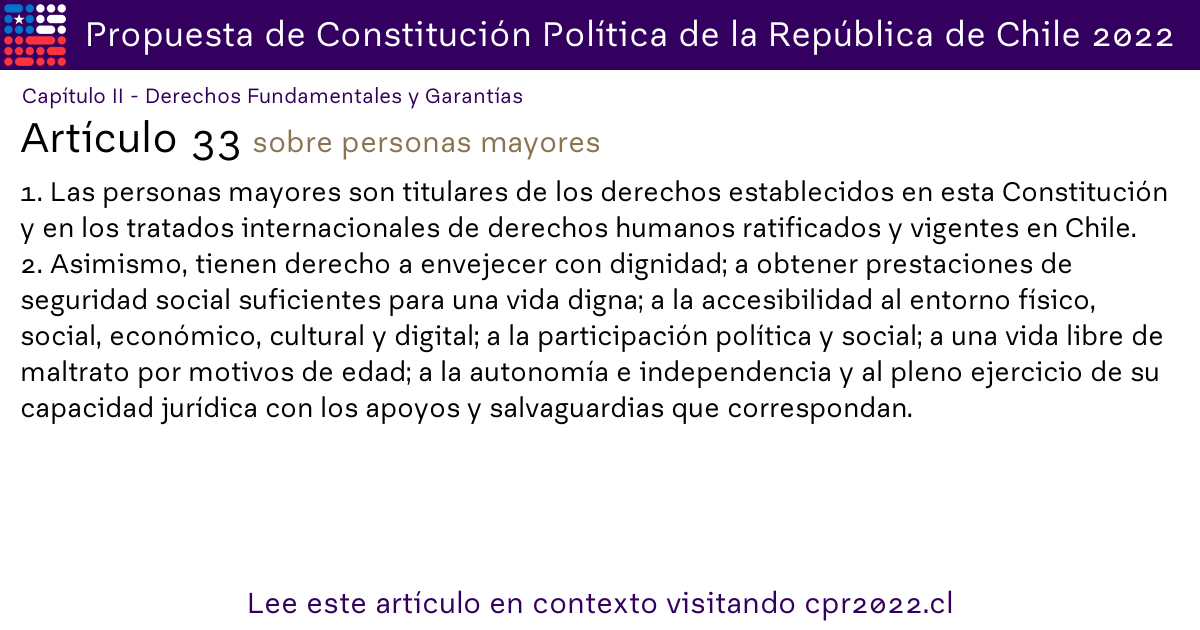 Propuesta de Constitución Política de la República de Chile 2022
Capítulo II - Derechos Fundamentales y Garantías
Artículo 33 sobre personas mayores
1. Las personas mayores son titulares de los derechos establecidos en esta Constitución
y en los tratados internacionales de derechos humanos ratificados y vigentes en Chile.
2. Asimismo, tienen derecho a envejecer con dignidad; a obtener prestaciones de
seguridad social suficientes para una vida digna; a la accesibilidad al entorno físico,
social, económico, cultural y digital; a la participación política y social; a una vida libre de
maltrato por motivos de edad; a la autonomía e independencia y al pleno ejercicio de su
capacidad jurídica con los apoyos y salvaguardias que correspondan.
Lee este artículo en contexto visitando cpr2022.cl